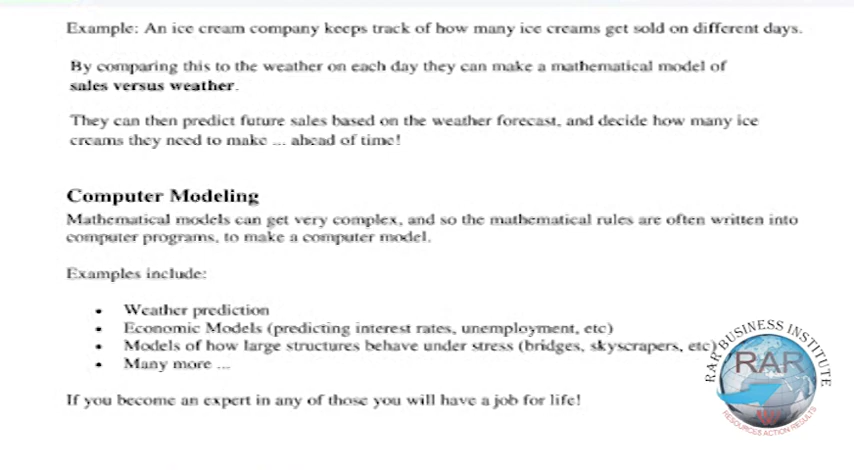 Example: An ice cream company keeps track of how many ice creams get sold on different days.
By comparing this to the weather on each day they can make a mathematical model of
sales versus weather.
They can then predict future sales based on the weather forecast, and decide how many ice
creams they need to make ... ahead of time!
Computer Modeling
Mathematical models can get very complex, and so the mathematical rules are often written into
computer programs, to make a computer model.
Examples include:
• Weather prediction
• Economic Models (predicting interest rates, unemployment, etc)
• Models of how large structures behave under stress (bridges, skyscrapers, etc)
• Many more ...
If you become an expert in any of those you will have a job for life!
RAR BUSINESS INSTITUTE
RAR
RESOURCES ACTION RESULTS